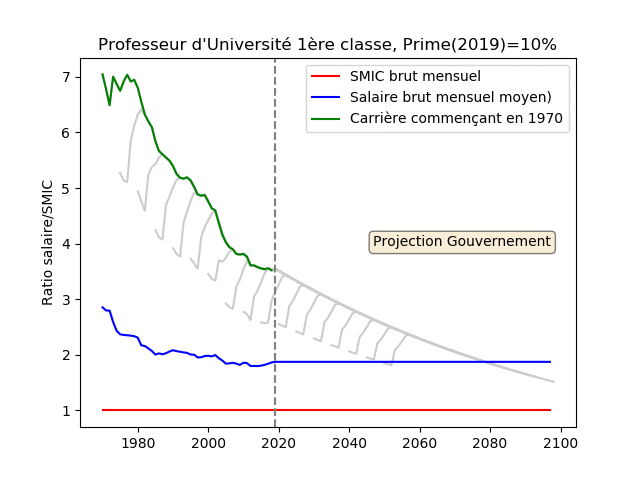 Professeur d'Université 1ère classe, Prime(2019)=10%
SMIC brut mensuel
Salaire brut mensuel moyen)
Carrière commençant en 1970
Projection Gouvernement
Ratio salaire/SMIC
7
6
5
4
3
2
1
1980 2000 2020 2040 2060 2080 2100